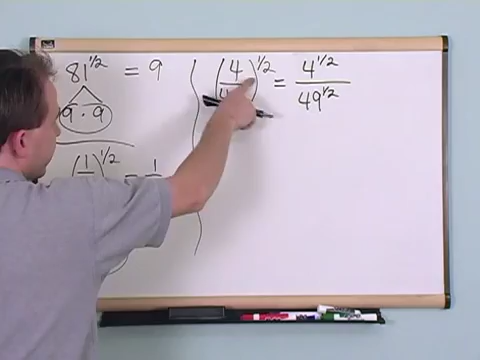 81^1/2 = 9
9 · 9
(1/ )^1/2 = 1/
(4/4 )^1/2 = 4^1/2 / 49^1/2